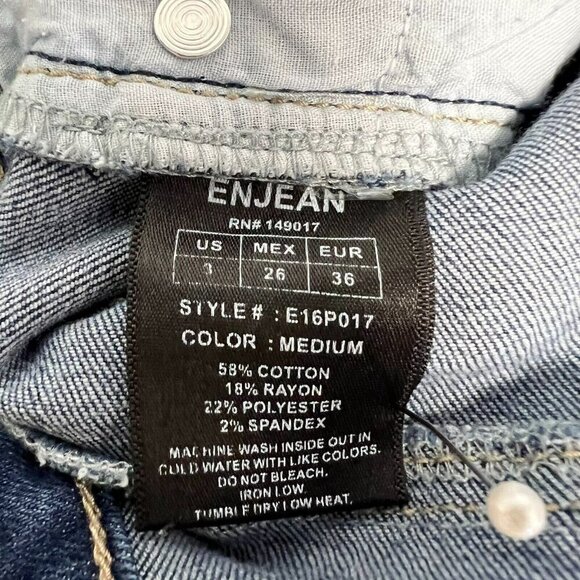 ENJEAN
RN# 149017
US MEX EUR
3 26 36
STYLE # : E16P017
COLOR : MEDIUM
58% COTTON
18% RAYON
22% POLYESTER
2% SPANDEX
MACHINE WASH INSIDE OUT IN
COLD WATER WITH LIKE COLORS.
DO NOT BLEACH.
IRON LOW.
TUMBLE DRY LOW HEAT.